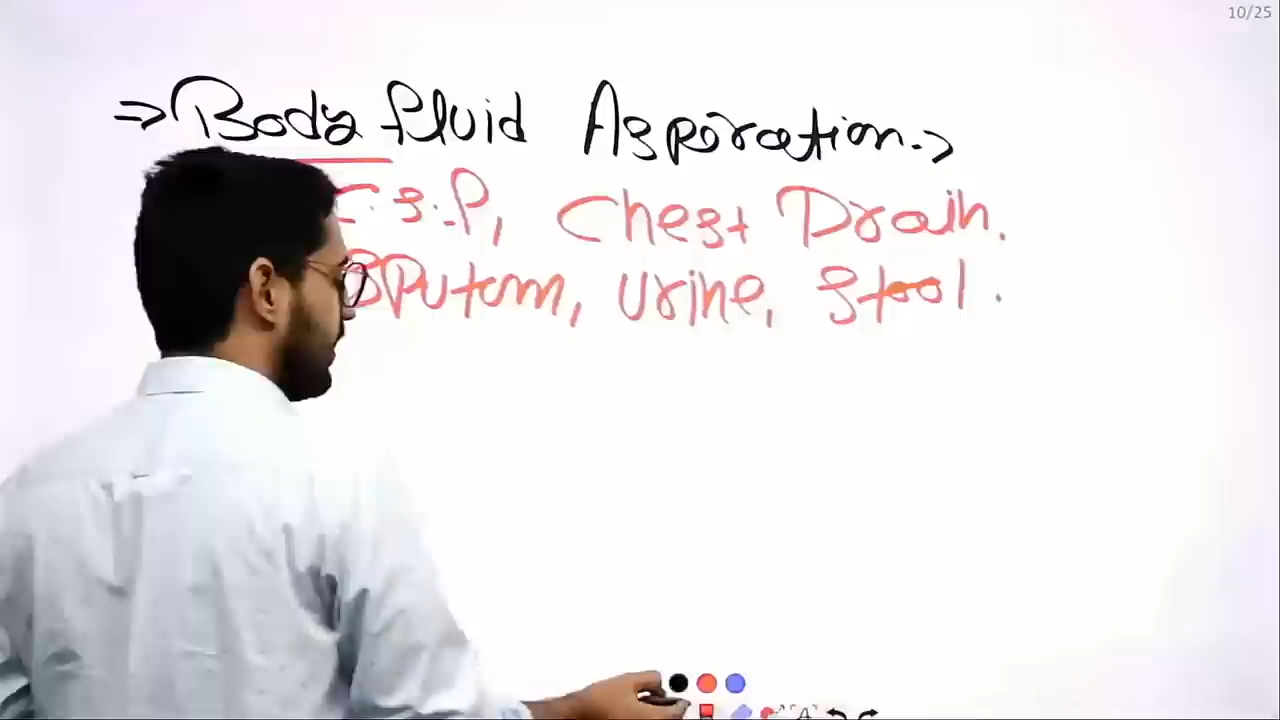 10/25
⇒ Body fluid Aspiration →
C.S.F, Chest Drain.
Sputum, Urine, Stool.